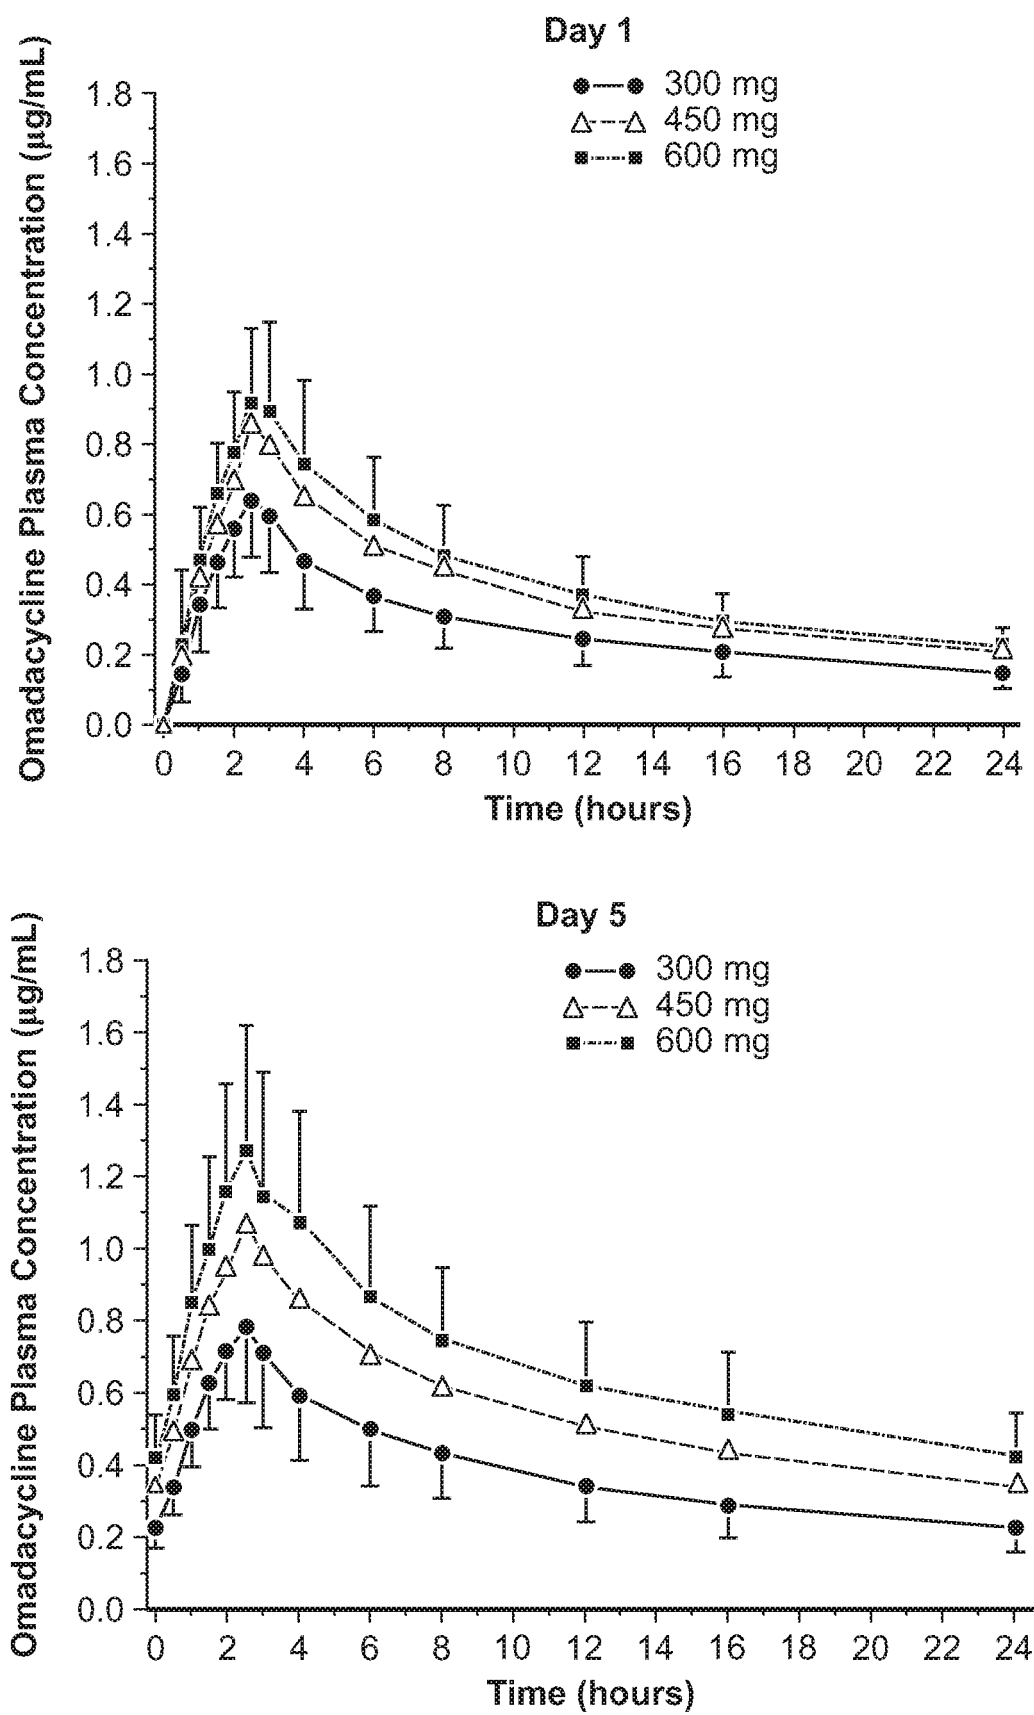 Day 1
300 mg
450 mg
600 mg
Omadacycline Plasma Concentration (µg/mL)
1.8
1.6
1.4
1.2
1.0
0.8
0.6
0.4
0.2
0.0
0 2 4 6 8 10 12 14 16 18 20 22 24
Time (hours)
Day 5
300 mg
450 mg
600 mg
Omadacycline Plasma Concentration (µg/mL)
1.8
1.6
1.4
1.2
1.0
0.8
0.6
0.4
0.2
0.0
0 2 4 6 8 10 12 14 16 18 20 22 24
Time (hours)